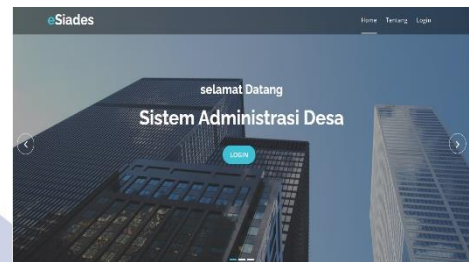 eSiades
Home Tentang Login
selamat Datang
Sistem Administrasi Desa
LOGIN